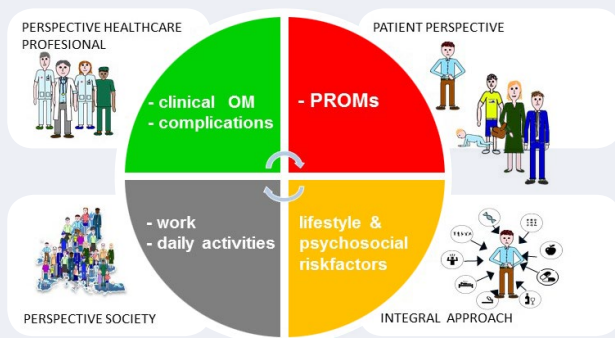 PERSPECTIVE HEALTHCARE
PROFESIONAL
- clinical OM
- complications
PATIENT PERSPECTIVE
- PROMs
- work
- daily activities
PERSPECTIVE SOCIETY
lifestyle &
psychosocial
riskfactors
INTEGRAL APPROACH